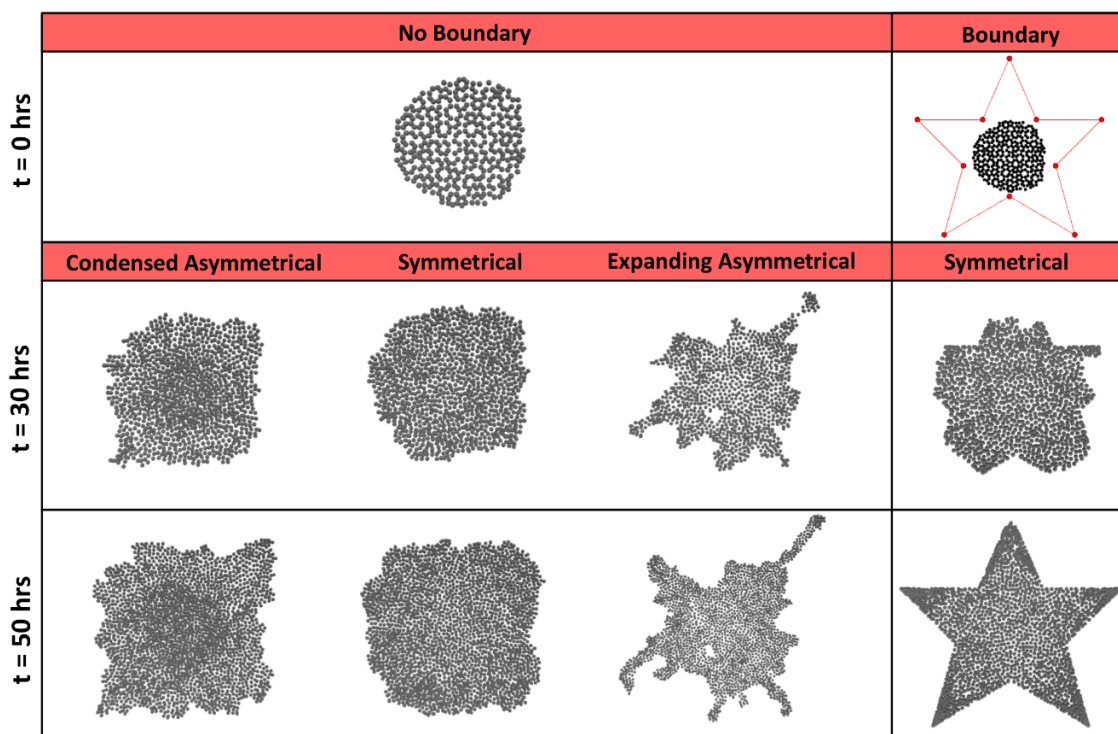 No Boundary
Boundary
t = 0 hrs
Condensed Asymmetrical
Symmetrical
Expanding Asymmetrical
Symmetrical
t = 30 hrs
t = 50 hrs